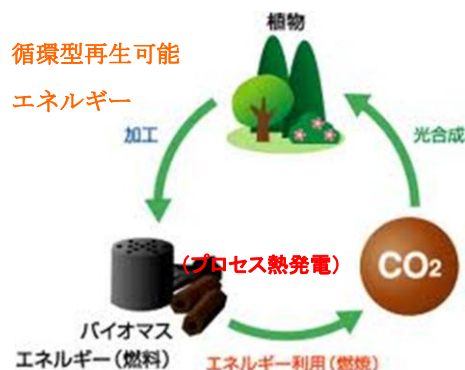 植物
循環型再生可能
エネルギー
加工
光合成
(プロセス熱発電)
CO₂
バイオマス
エネルギー(燃料)
エネルギー利用(燃焼)